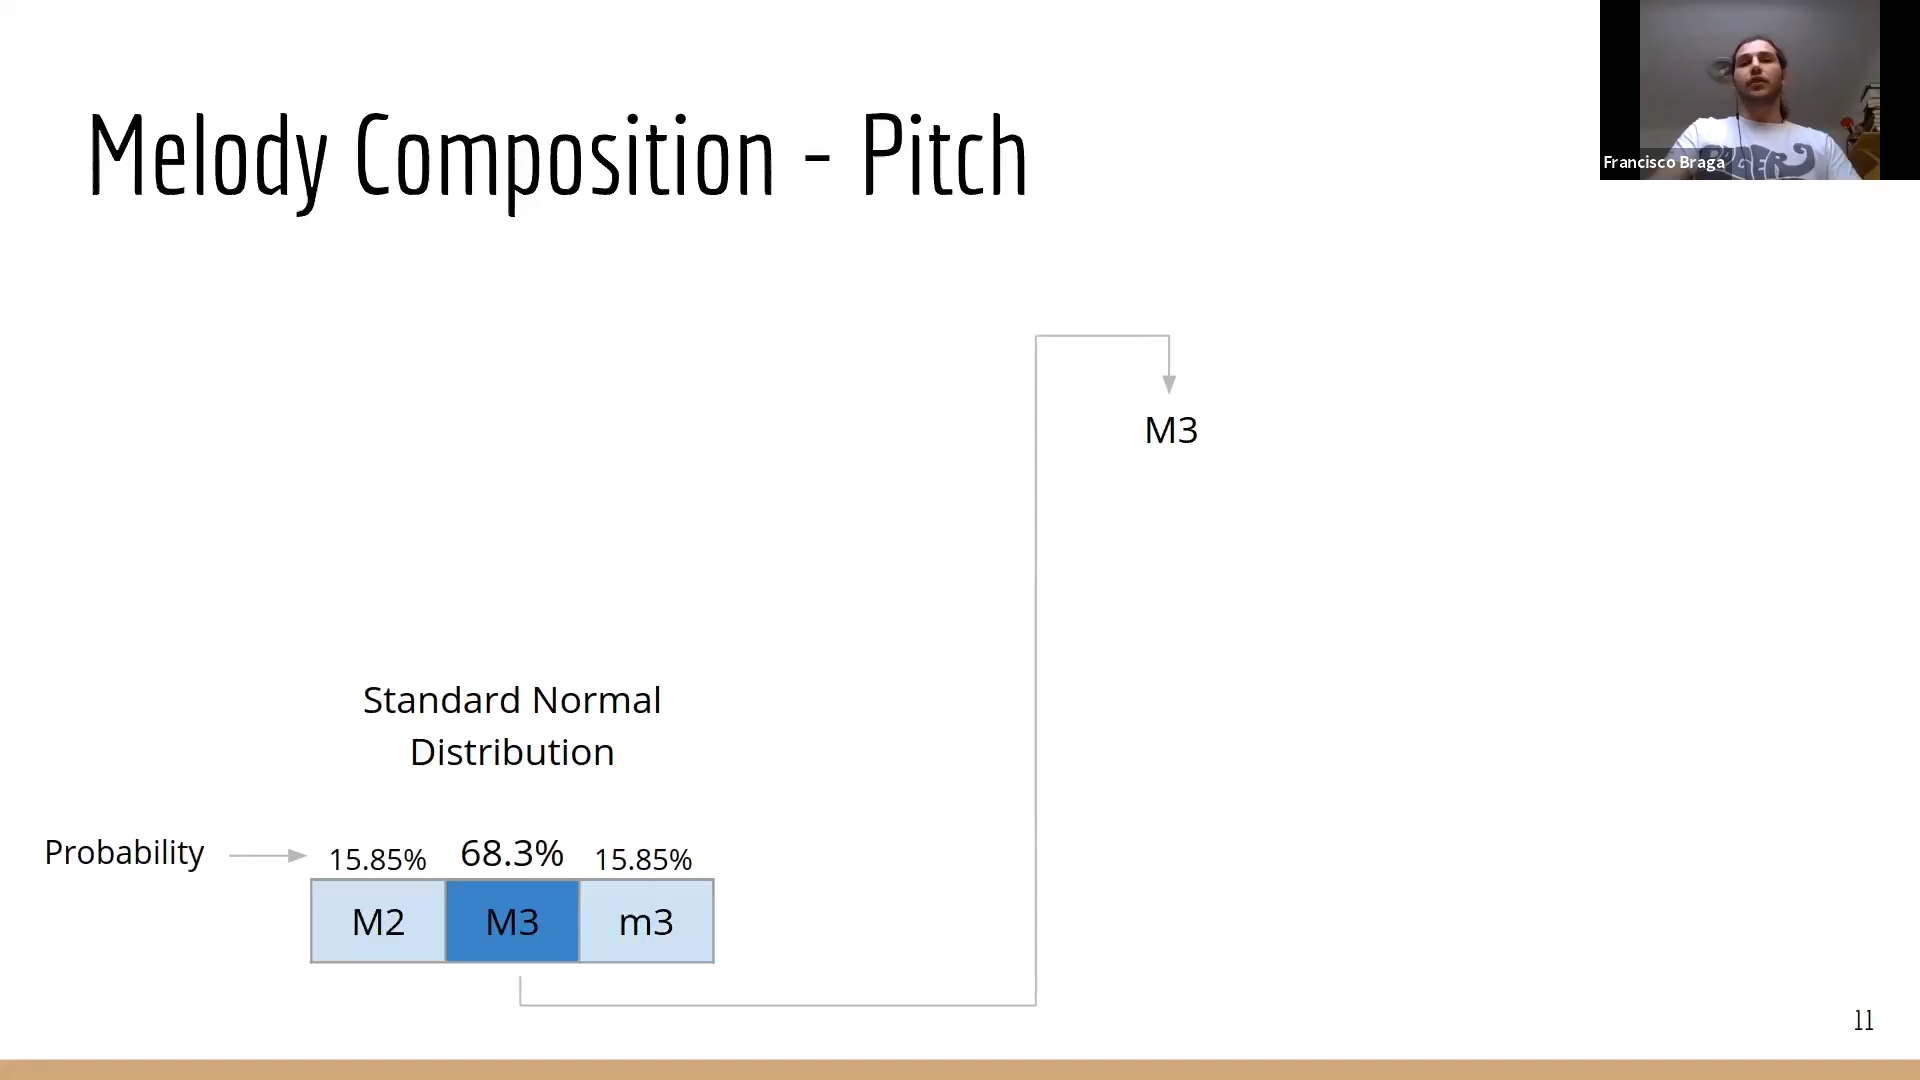 Melody Composition - Pitch
Francisco Braga
M3
Standard Normal
Distribution
Probability
15.85% 68.3% 15.85%
M2 M3 m3
11